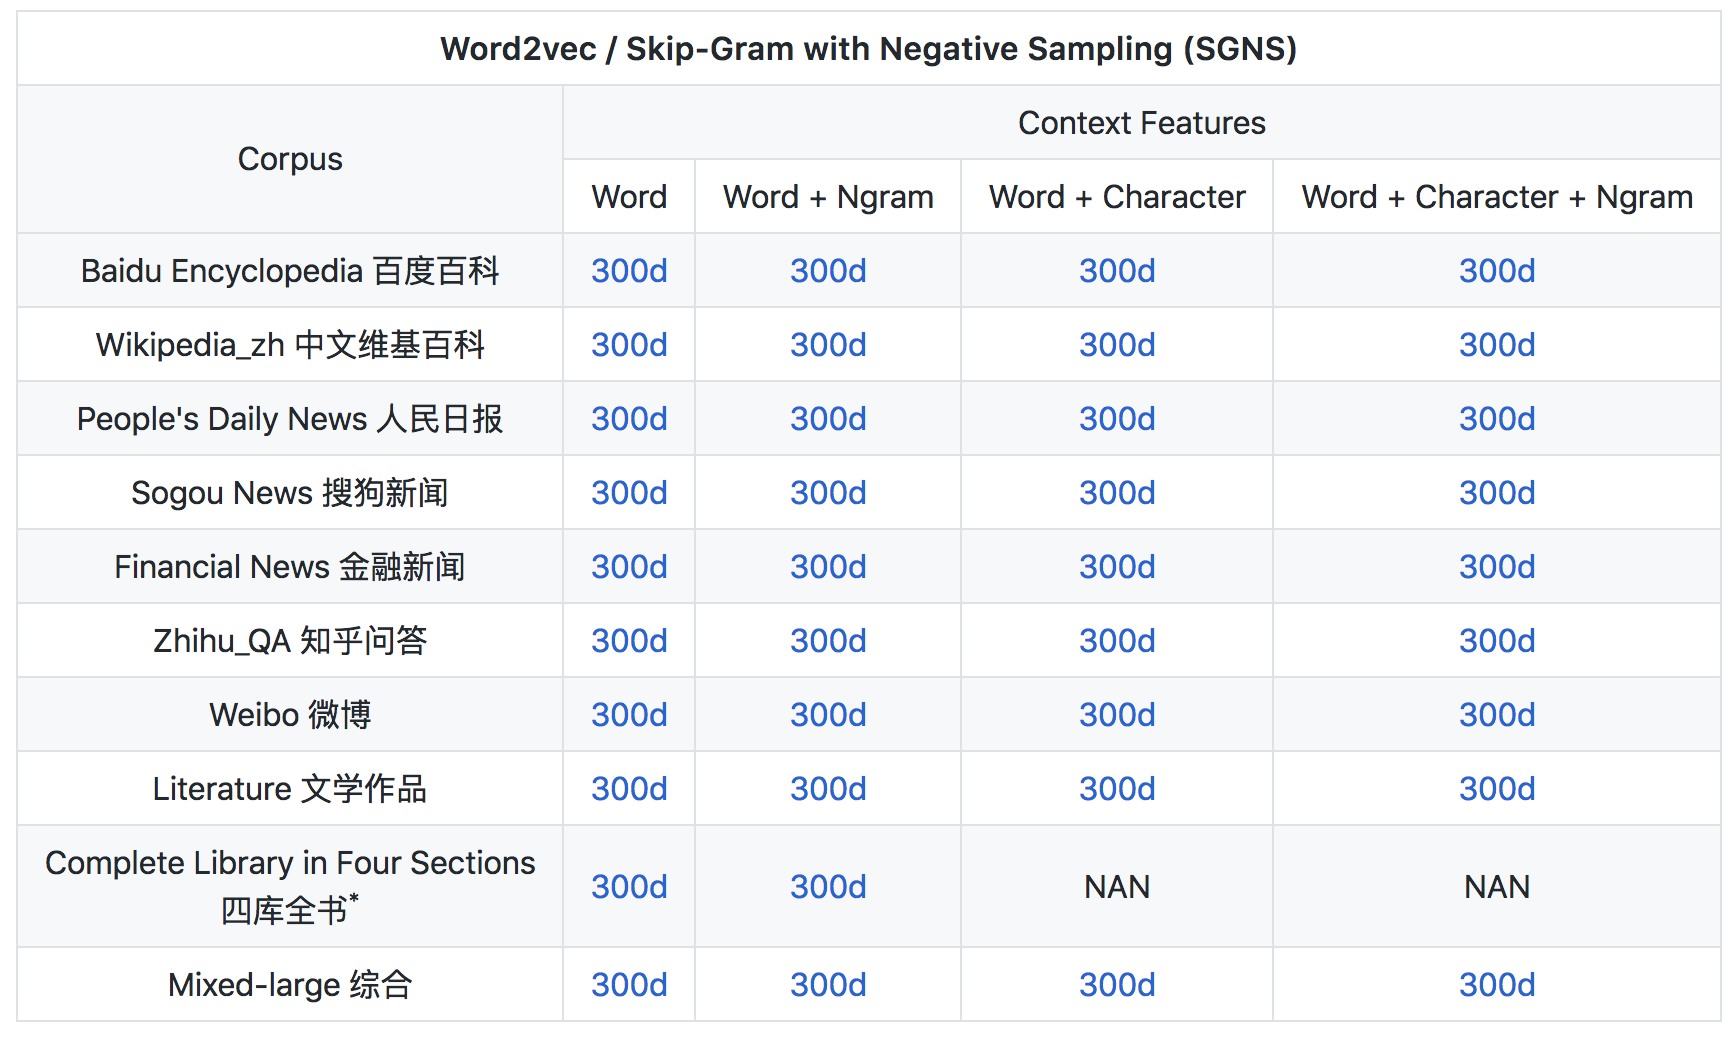 Word2vec / Skip-Gram with Negative Sampling (SGNS)
Corpus
Context Features
Word Word + Ngram Word + Character Word + Character + Ngram
Baidu Encyclopedia 百度百科 300d 300d 300d 300d
Wikipedia_zh 中文维基百科 300d 300d 300d 300d
People's Daily News 人民日报 300d 300d 300d 300d
Sogou News 搜狗新闻 300d 300d 300d 300d
Financial News 金融新闻 300d 300d 300d 300d
Zhihu_QA 知乎问答 300d 300d 300d 300d
Weibo 微博 300d 300d 300d 300d
Literature 文学作品 300d 300d 300d 300d
Complete Library in Four Sections
四库全书* 300d 300d NAN NAN
Mixed-large 综合 300d 300d 300d 300d